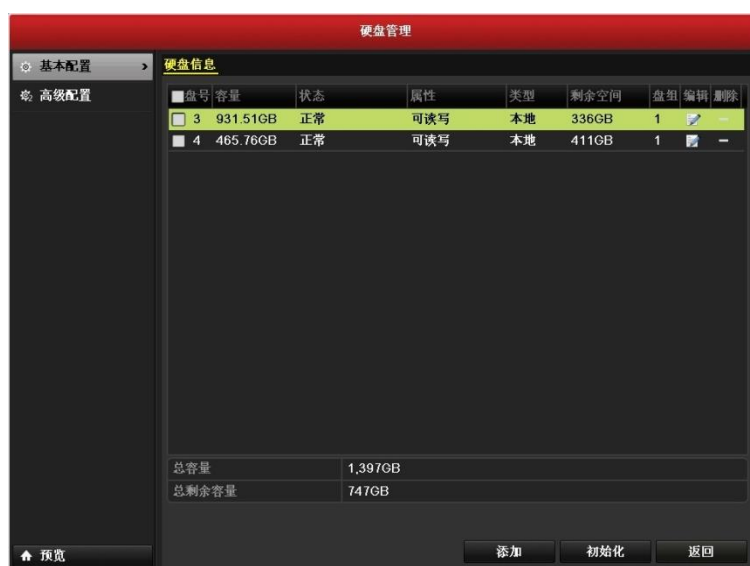 硬盘管理
基本配置
高级配置
硬盘信息
盘号 容量 状态 属性 类型 剩余空间 盘组 编辑 删除
3 931.51GB 正常 可读写 本地 336GB 1
4 465.76GB 正常 可读写 本地 411GB 1
总容量 1,397GB
总剩余容量 747GB
预览
添加 初始化 返回